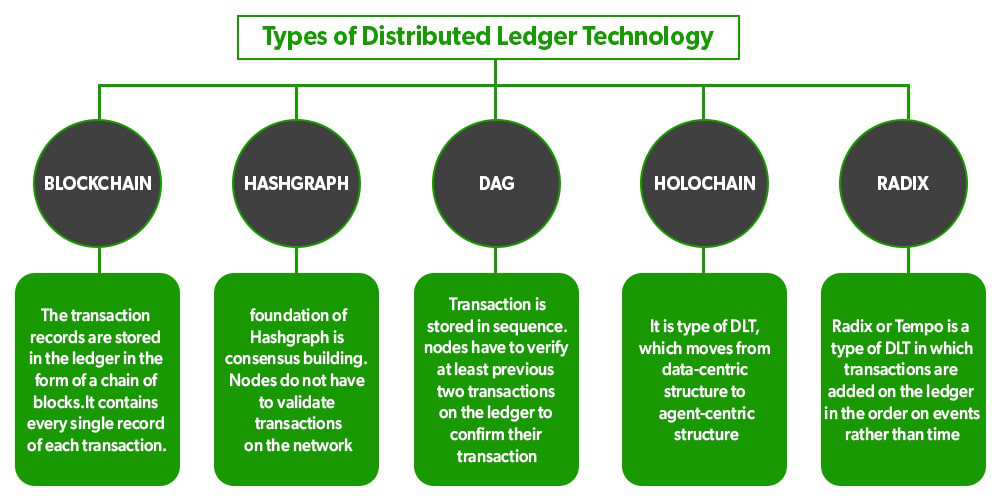 Types of Distributed Ledger Technology
BLOCKCHAIN
HASHGRAPH
DAG
HOLOCHAIN
RADIX
The transaction
records are stored
in the ledger in the
form of a chain of
blocks.It contains
every single record
of each transaction.
foundation of
Hashgraph is
consensus building.
Nodes do not have
to validate
transactions
on the network
Transaction is
stored in sequence.
nodes have to verify
at least previous
two transactions
on the ledger to
confirm their
transaction
It is type of DLT,
which moves from
data-centric
structure to
agent-centric
structure
Radix or Tempo is a
type of DLT in which
transactions are
added on the ledger
in the order on events
rather than time